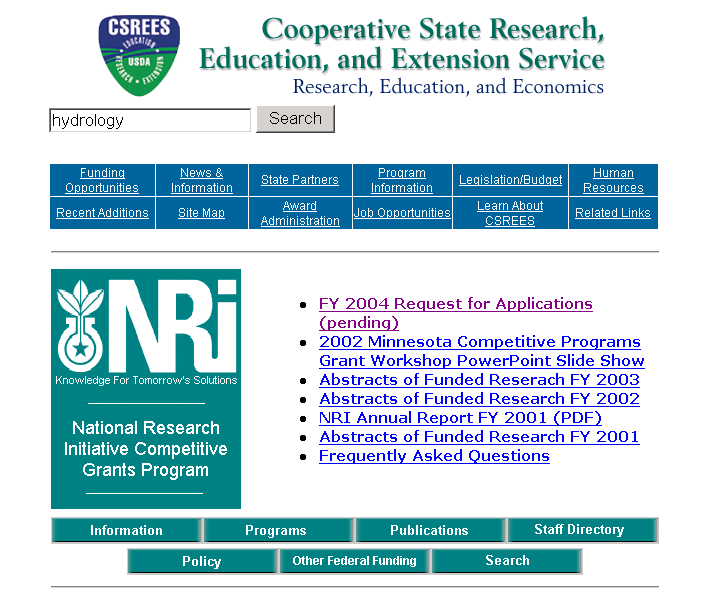 CSREES
EDUCATION
USDA
RESEARCH • EXTENSION
Cooperative State Research,
Education, and Extension Service
Research, Education, and Economics
hydrology Search
Funding Opportunities
News & Information
State Partners
Program Information
Legislation/Budget
Human Resources
Recent Additions
Site Map
Award Administration
Job Opportunities
Learn About CSREES
Related Links
NRi
Knowledge For Tomorrow's Solutions
National Research
Initiative Competitive
Grants Program
• FY 2004 Request for Applications
(pending)
• 2002 Minnesota Competitive Programs
Grant Workshop PowerPoint Slide Show
• Abstracts of Funded Reserach FY 2003
• Abstracts of Funded Research FY 2002
• NRI Annual Report FY 2001 (PDF)
• Abstracts of Funded Research FY 2001
• Frequently Asked Questions
Information Programs Publications Staff Directory
Policy Other Federal Funding Search